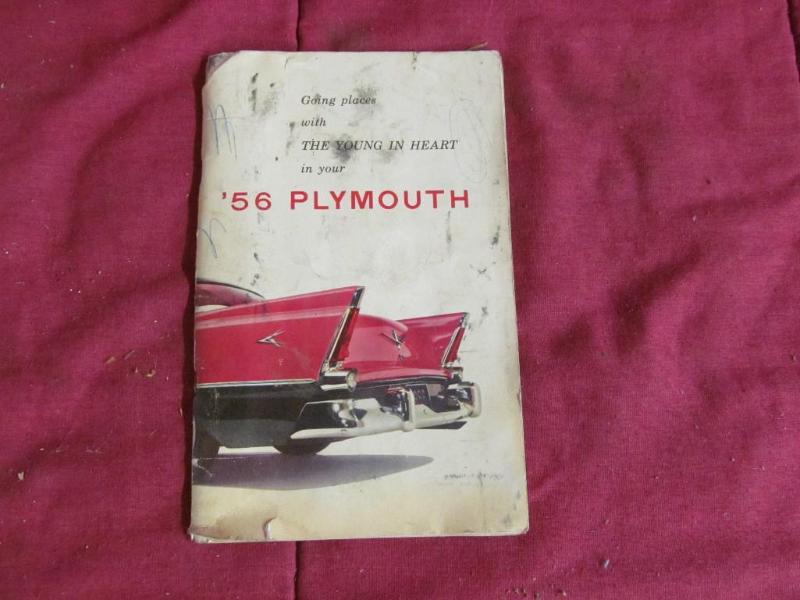 Going places
with
THE YOUNG IN HEART
in your
'56 PLYMOUTH